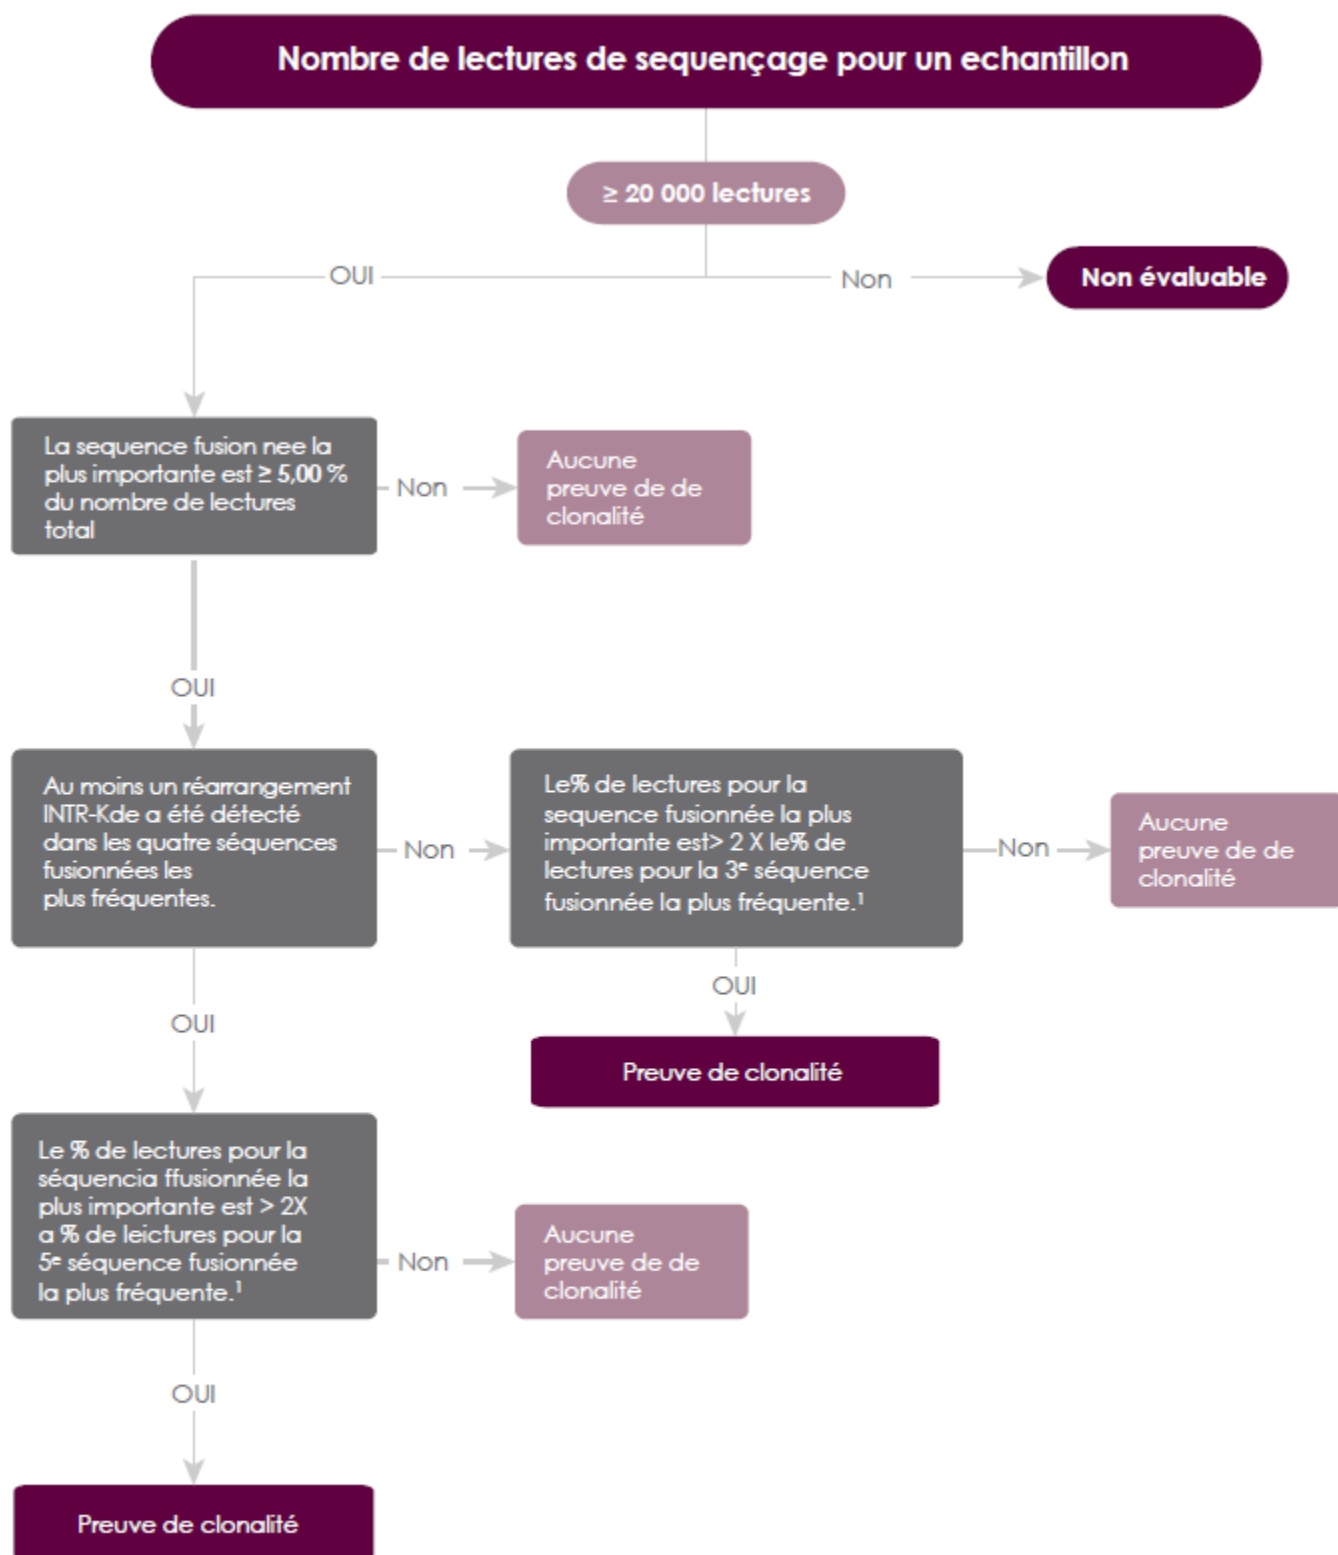 Nombre de lectures de sequençage pour un echantillon
≥ 20 000 lectures
OUI
Non
Non évaluable
La sequence fusion nee la
plus importante est ≥ 5,00 %
du nombre de lectures
total
Non
Aucune
preuve de de
clonalité
OUI
Au moins un réarrangement
INTR-Kde a été détecté
dans les quatre séquences
fusionnées les
plus fréquentes.
Non
Le% de lectures pour la
sequence fusionnée la plus
importante est> 2 X le% de
lectures pour la 3ᵉ séquence
fusionnée la plus fréquente.¹
Non
Aucune
preuve de de
clonalité
OUI
Preuve de clonalité
OUI
Le % de lectures pour la
séquencia ffusionnée la
plus importante est > 2X
a % de leictures pour la
5ᵉ séquence fusionnée
la plus fréquente.¹
Non
Aucune
preuve de de
clonalité
OUI
Preuve de clonalité